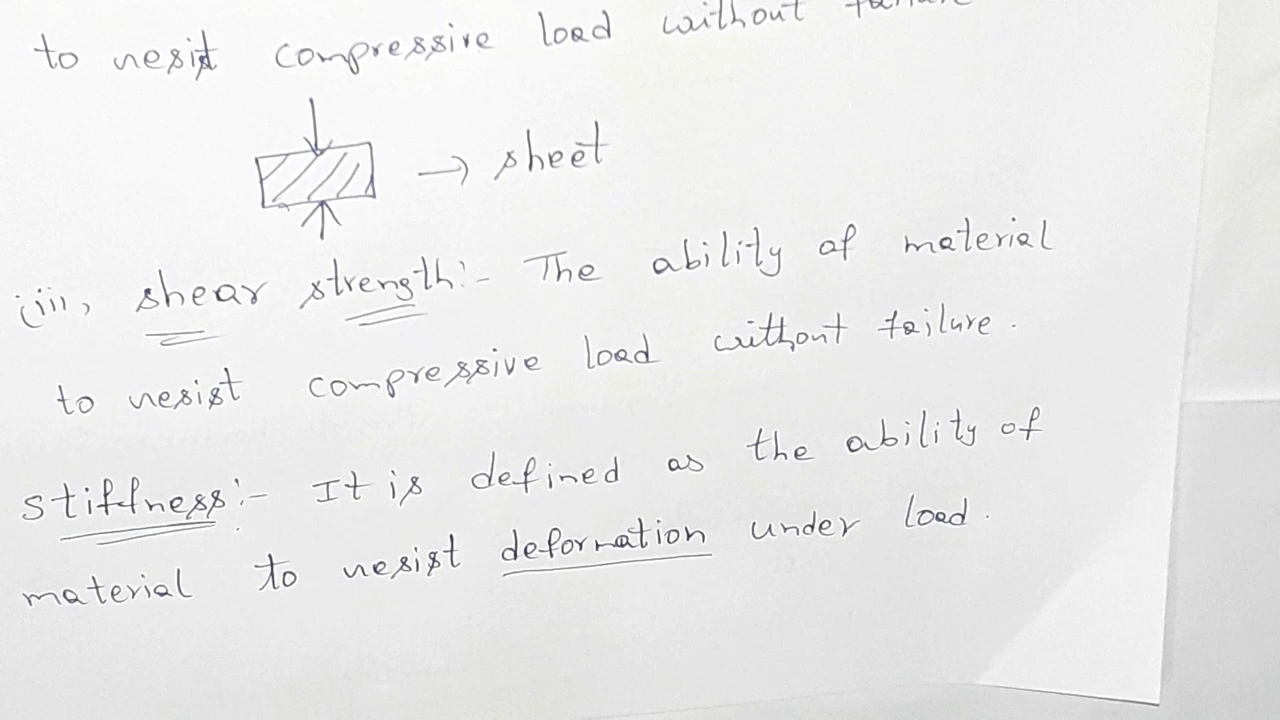 to resist compressive load without failure
→ sheet
(iii, shear strength:- The ability of material
to resist compressive load without failure.
stiffness:- It is defined as the ability of
material to resist deformation under load.